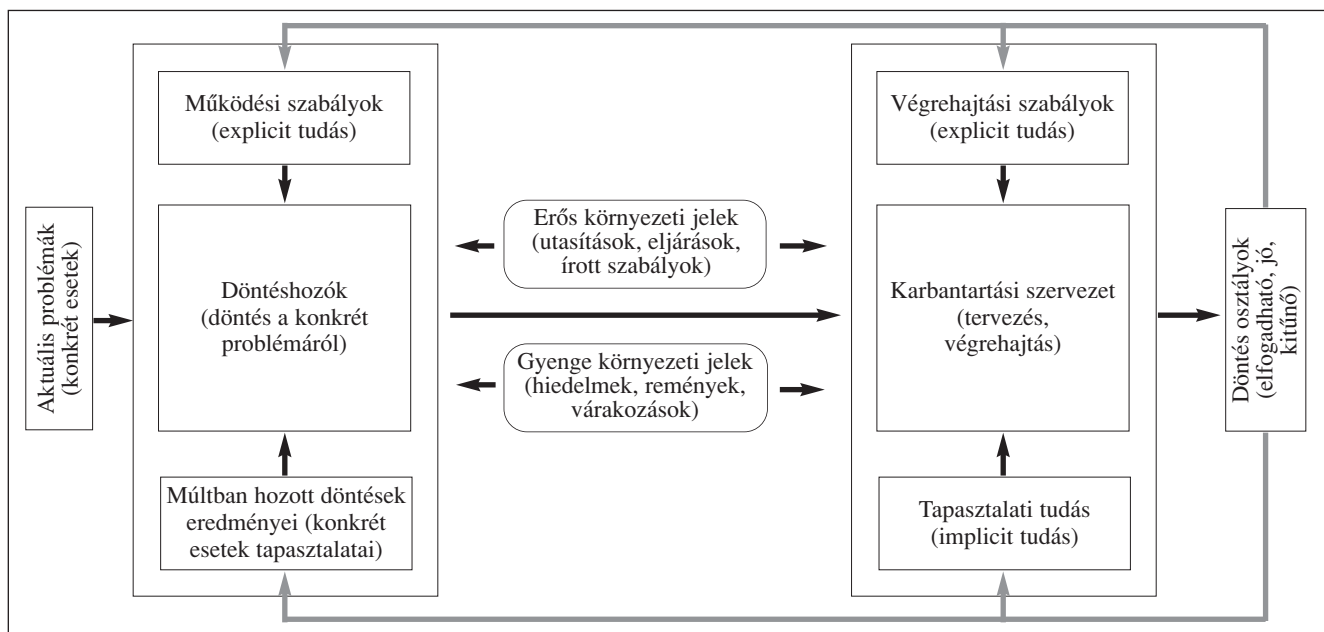 Aktuális problémák
(konkrét esetek)
Működési szabályok
(explicit tudás)
Döntéshozók
(döntés a konkrét
problémáról)
Múltban hozott döntések
eredményei (konkrét
esetek tapasztalatai)
Erős környezeti jelek
(utasítások, eljárások,
írott szabályok)
Gyenge környezeti jelek
(hiedelmek, remények,
várakozások)
Végrehajtási szabályok
(explicit tudás)
Karbantartási szervezet
(tervezés,
végrehajtás)
Tapasztalati tudás
(implicit tudás)
Döntés osztályok
(elfogadható, jó,
kitűnő)